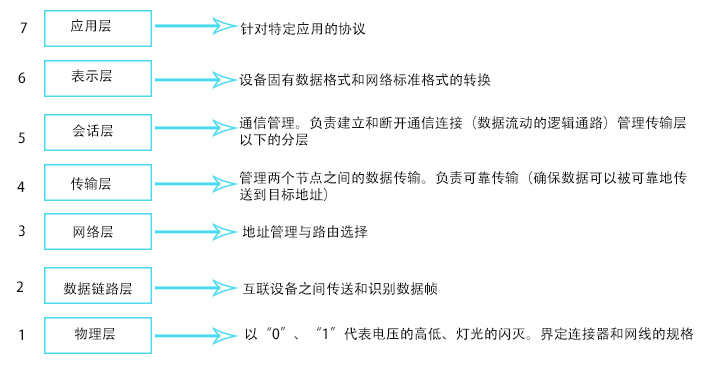 7 应用层 针对特定应用的协议
6 表示层 设备固有数据格式和网络标准格式的转换
5 会话层 通信管理。负责建立和断开通信连接（数据流动的逻辑通路）管理传输层
以下的分层
4 传输层 管理两个节点之间的数据传输。负责可靠传输（确保数据可以被可靠地传
送到目标地址）
3 网络层 地址管理与路由选择
2 数据链路层 互联设备之间传送和识别数据帧
1 物理层 以“0”、“1”代表电压的高低、灯光的闪灭。界定连接器和网线的规格